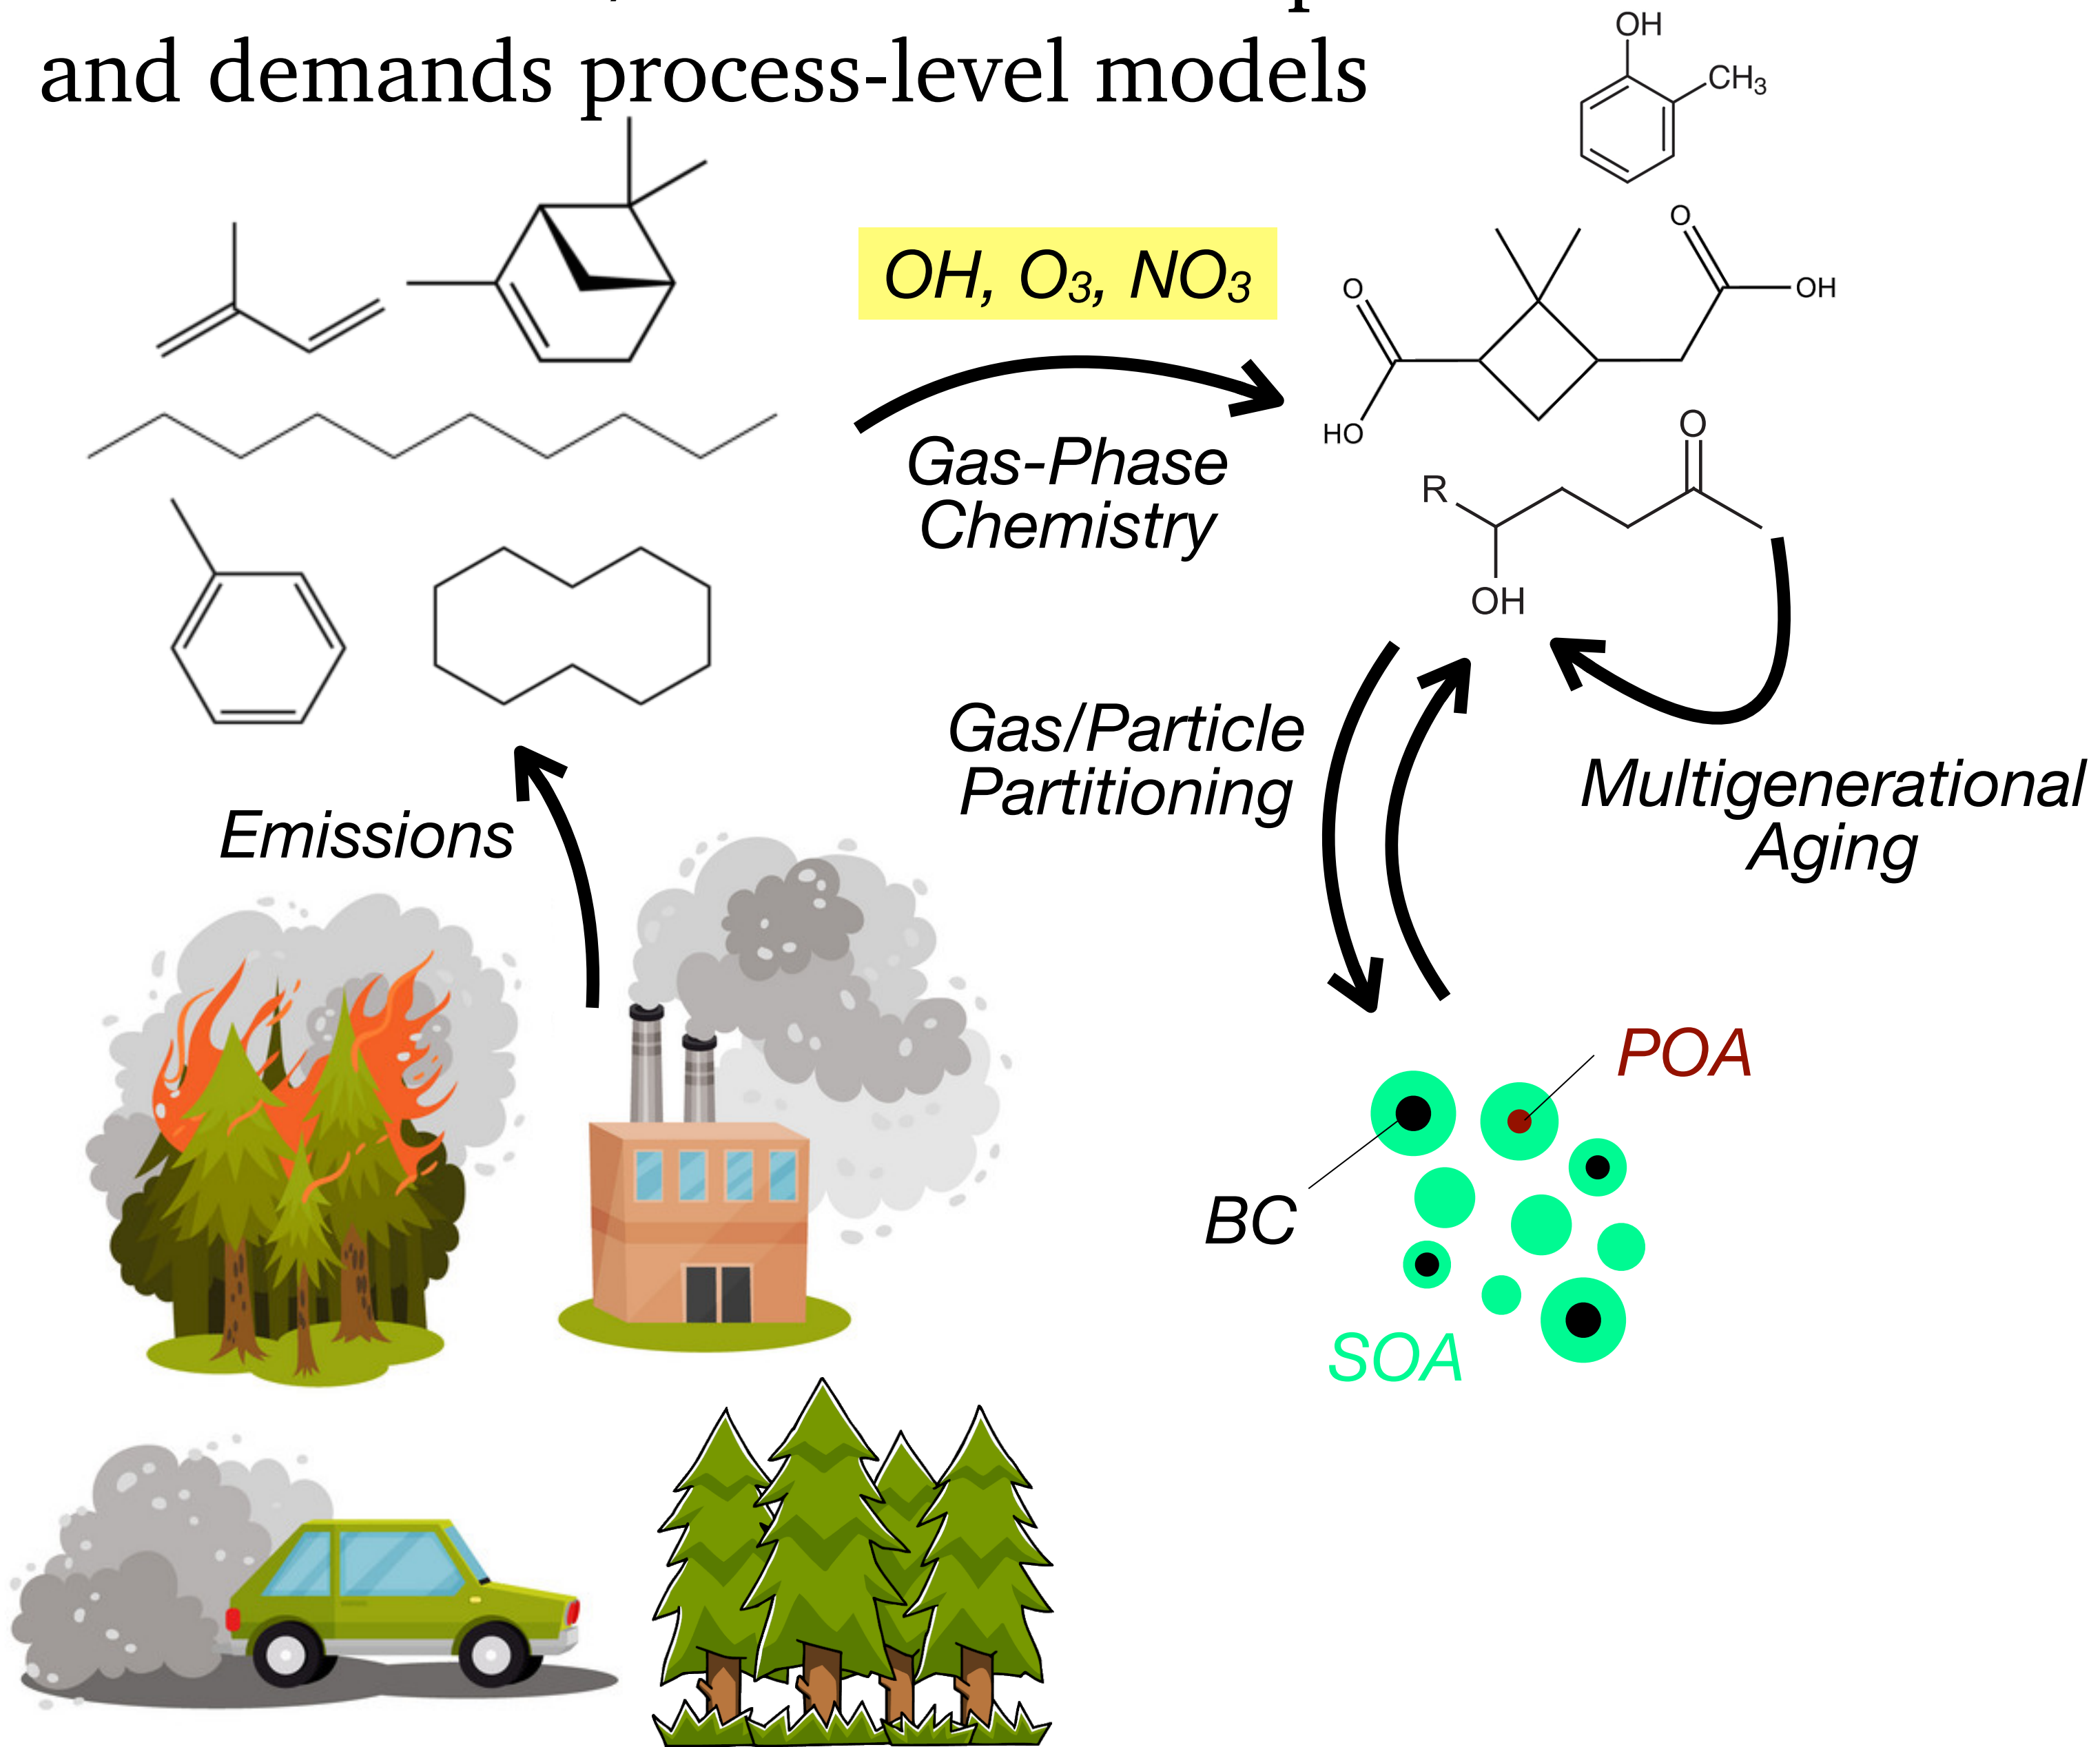 and demands process-level models
OH
CH₃
OH, O₃, NO₃
O
OH
O
HO
Gas-Phase
Chemistry
O
R
OH
Gas/Particle
Partitioning
Multigenerational
Aging
Emissions
POA
BC
SOA